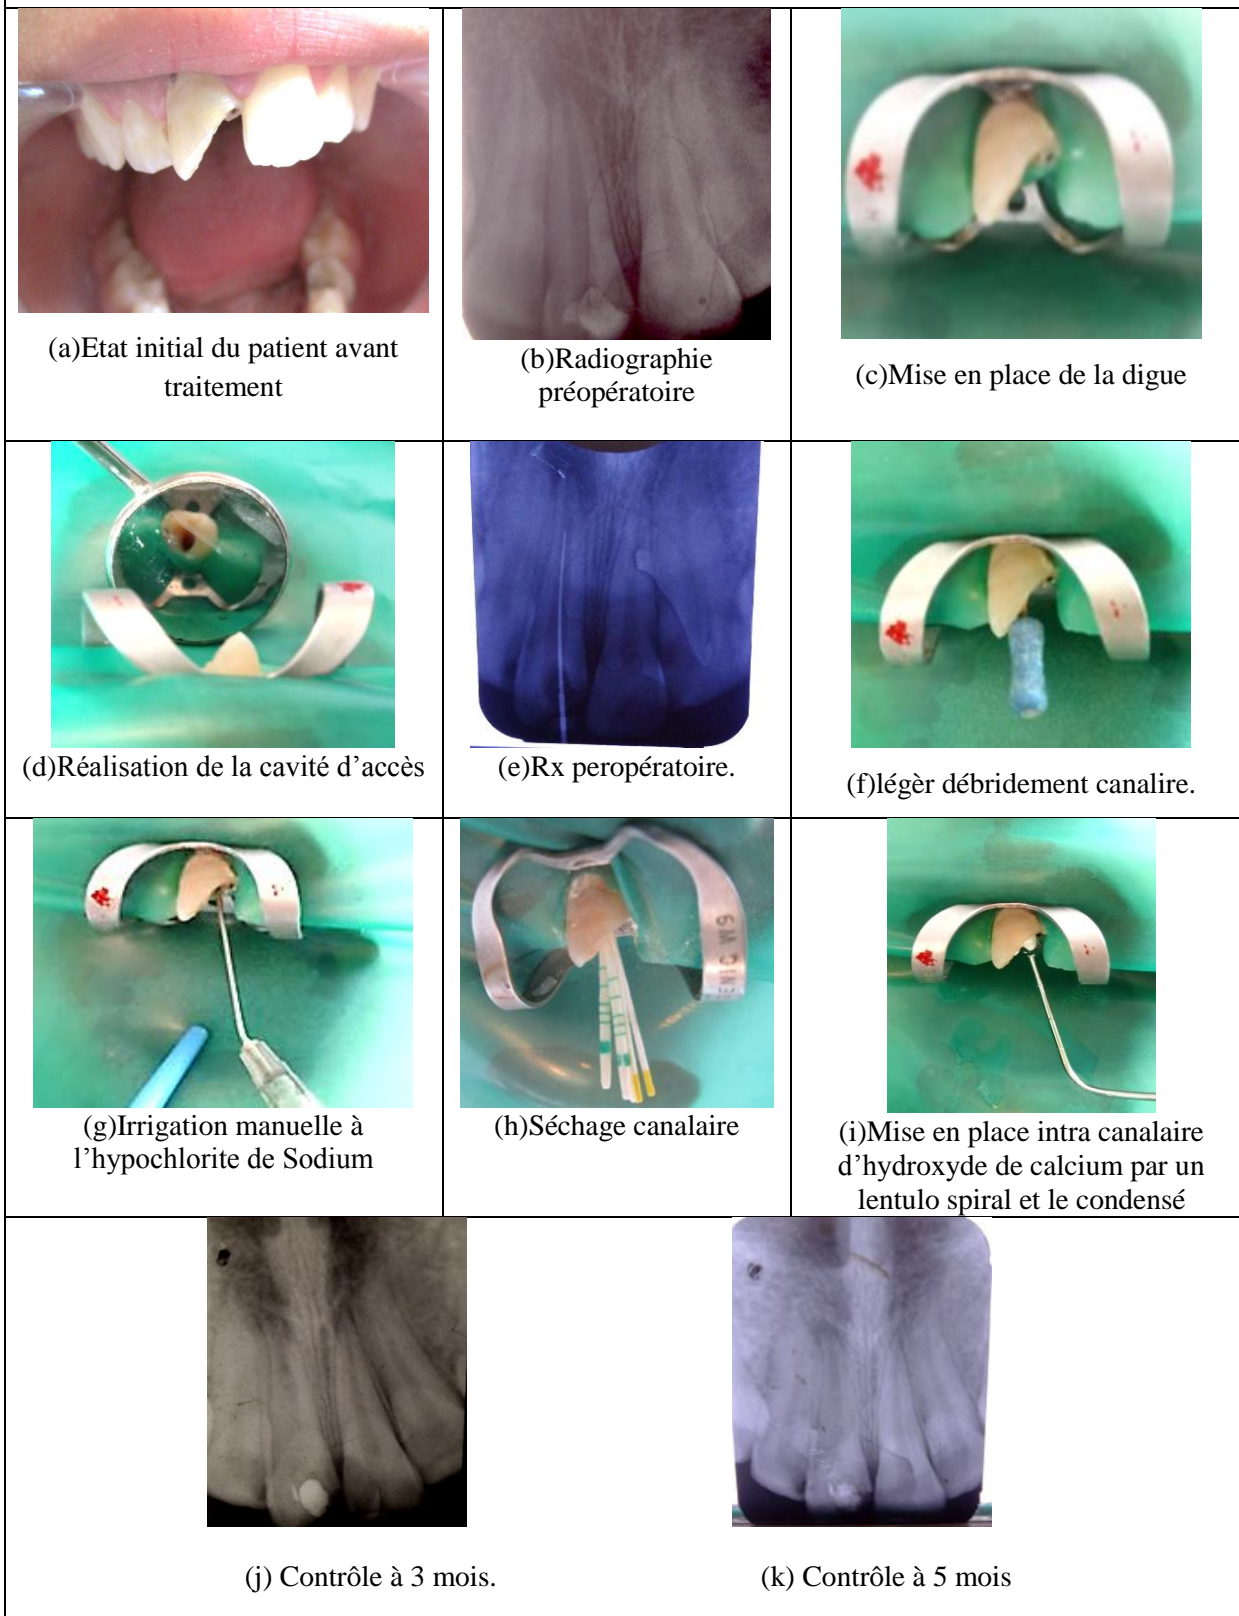 (a)Etat initial du patient avant
traitement
(b)Radiographie
préopératoire
(c)Mise en place de la digue
(d)Réalisation de la cavité d'accès
(e)Rx peropératoire.
(f)légèr débridement canalire.
(g)Irrigation manuelle à
l'hypochlorite de Sodium
ENIC W9
(h)Séchage canalaire
(i)Mise en place intra canalaire
d'hydroxyde de calcium par un
lentulo spiral et le condensé
(j) Contrôle à 3 mois.
(k) Contrôle à 5 mois